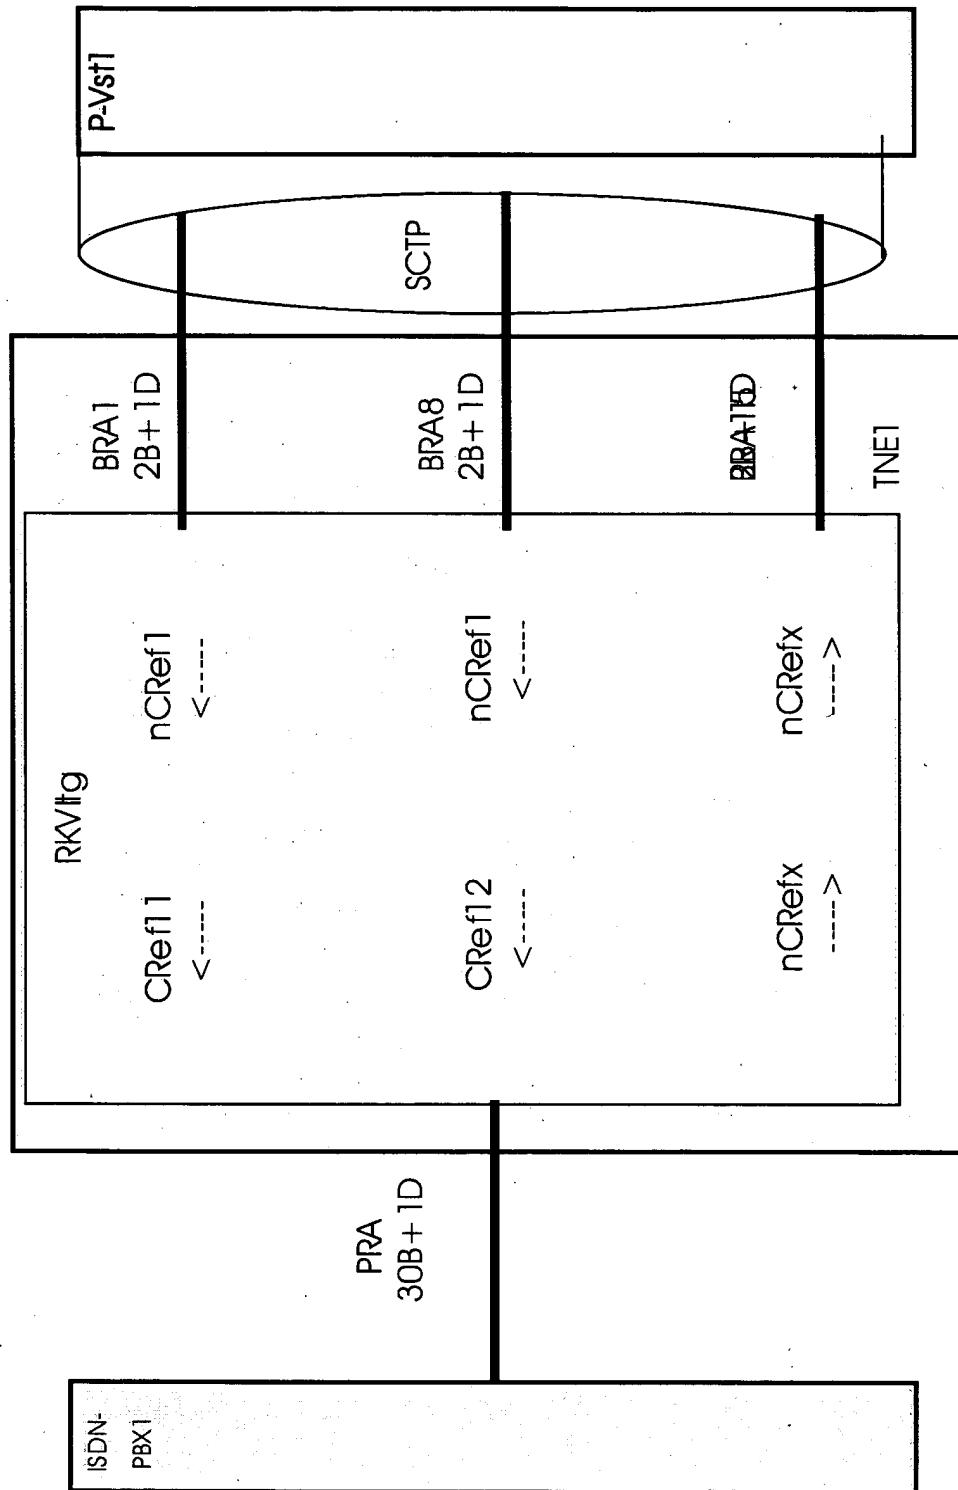 ISDN-
PBX1
PRA
30B+1D
RKVltg
CRef11
<-----
nCRef1
<-----
CRef12
<-----
nCRef1
<-----
nCRefx
----->
nCRefx
----->
BRA1
2B+1D
BRA8
2B+1D
TNE1
SCTP
P-Vst1